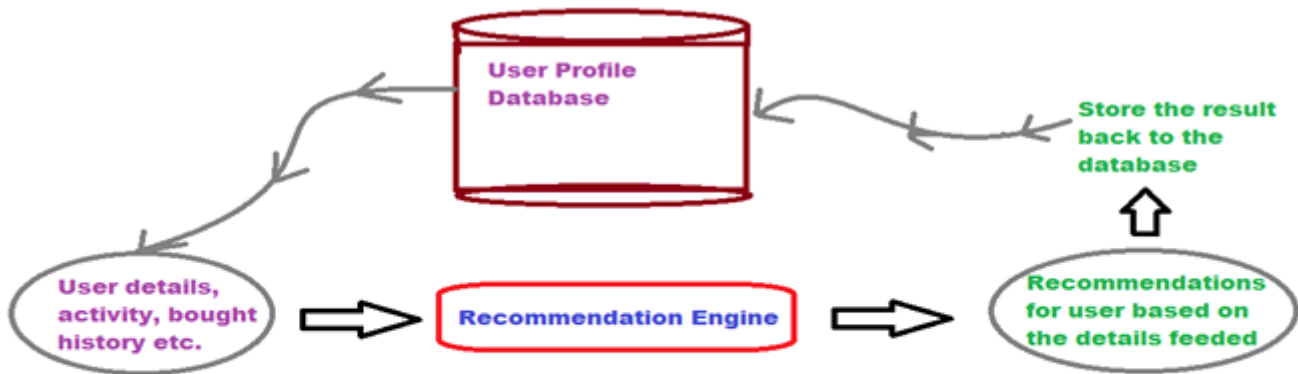 User Profile
Database
Store the result
back to the
database
User details,
activity, bought
history etc.
Recommendation Engine
Recommendations
for user based on
the details feeded